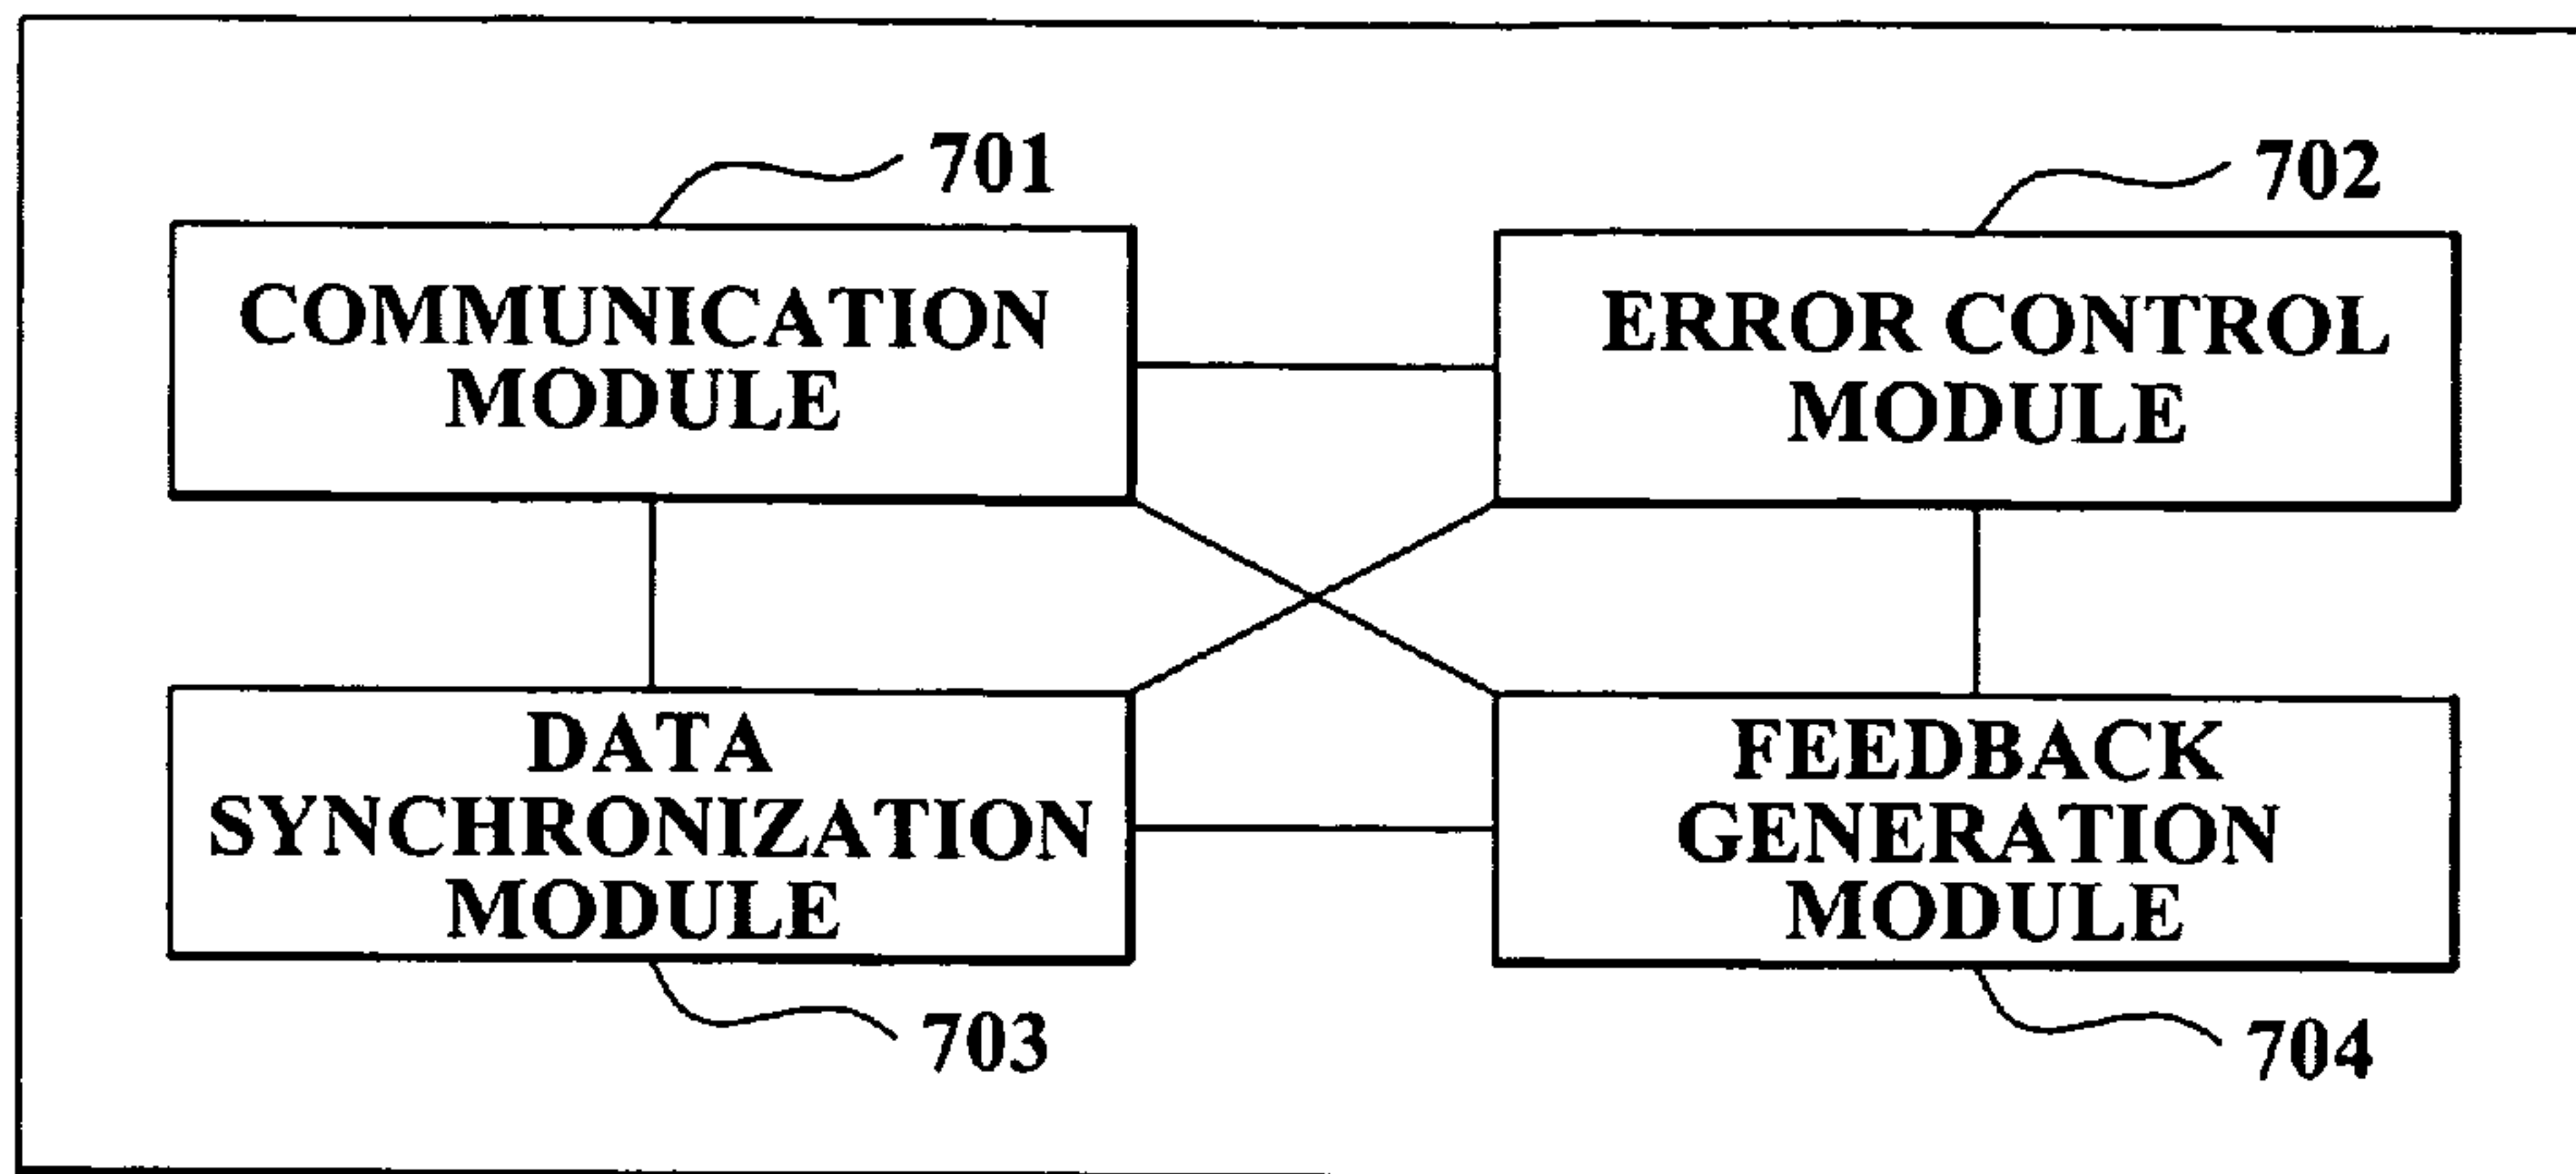 701
702
COMMUNICATION
MODULE
ERROR CONTROL
MODULE
DATA
SYNCHRONIZATION
MODULE
FEEDBACK
GENERATION
MODULE
703
704